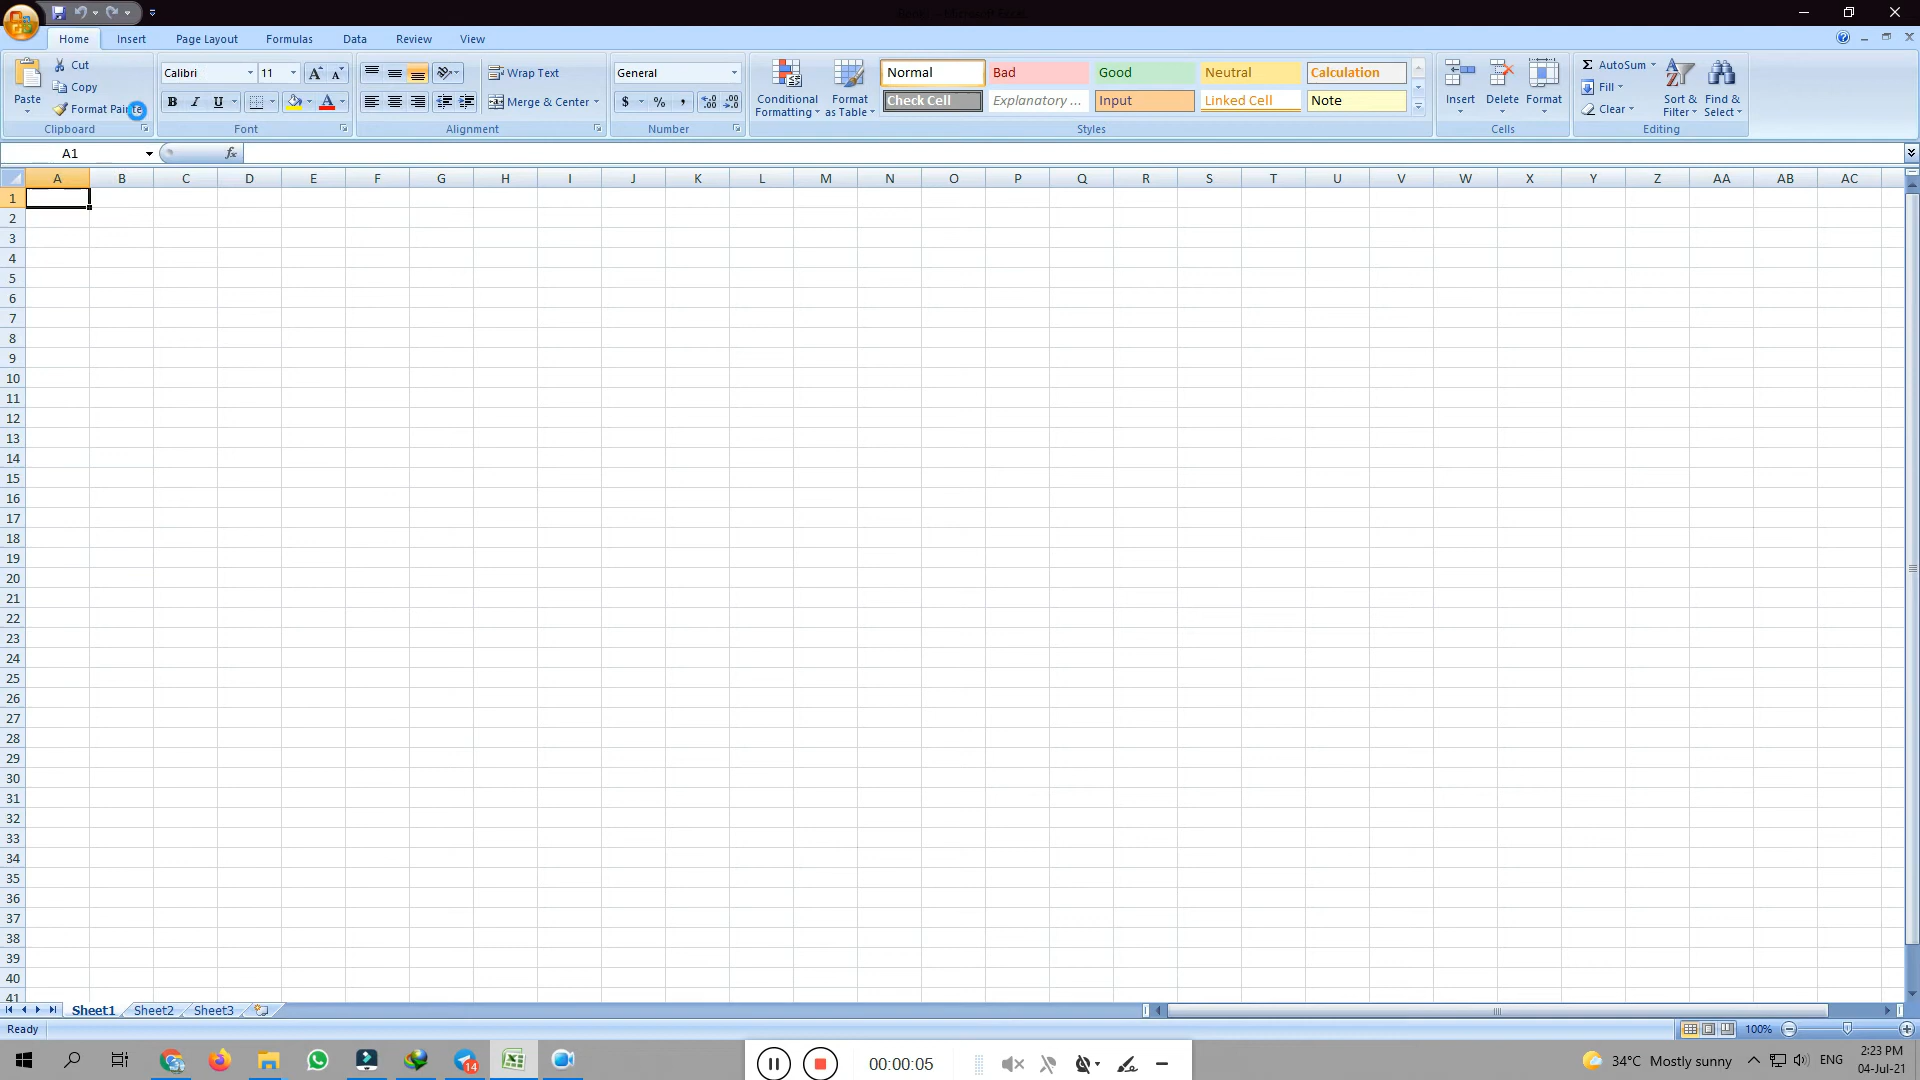 Home Insert Page Layout Formulas Data Review View
Cut
Copy
Paste
Clipboard
Calibri 11
B I U
Font
Wrap Text
Merge & Center
Alignment
General
$ % ,
Number
Conditional Formatting
Format as Table
Normal Bad Good Neutral Calculation
Check Cell Explanatory ... Input Linked Cell Note
Styles
Insert Delete Format
Cells
AutoSum
Fill
Clear
Sort & Filter
Find & Select
Editing
A1 fx
A B C D E F G H I J K L M N O P Q R S T U V W X Y Z AA AB AC
1
2
3
4
5
6
7
8
9
10
11
12
13
14
15
16
17
18
19
20
21
22
23
24
25
26
27
28
29
30
31
32
33
34
35
36
37
38
39
40
41
Sheet1 Sheet2 Sheet3
Ready 100%
14 00:00:05 34°C Mostly sunny ENG 2:23 PM
04-Jul-21